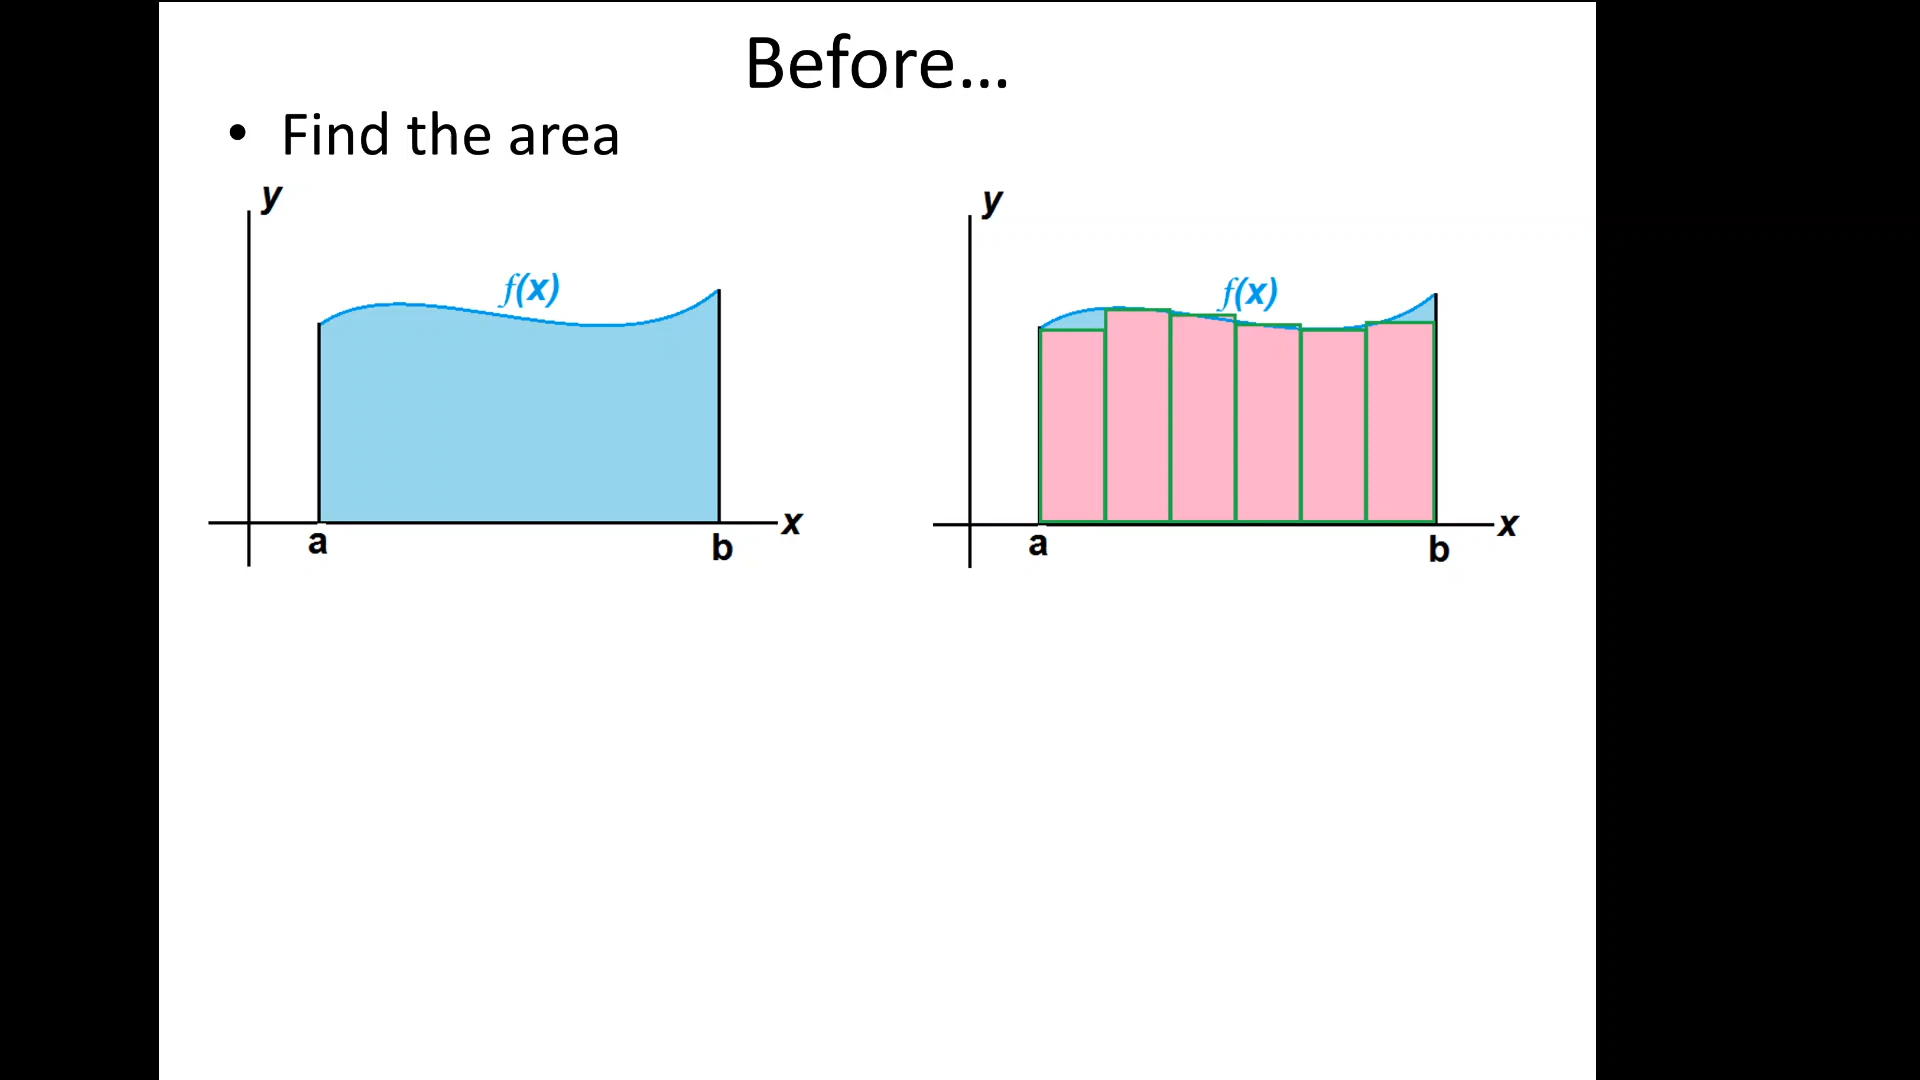 Before...
• Find the area
y
f(x)
x
a
b
y
f(x)
x
a
b